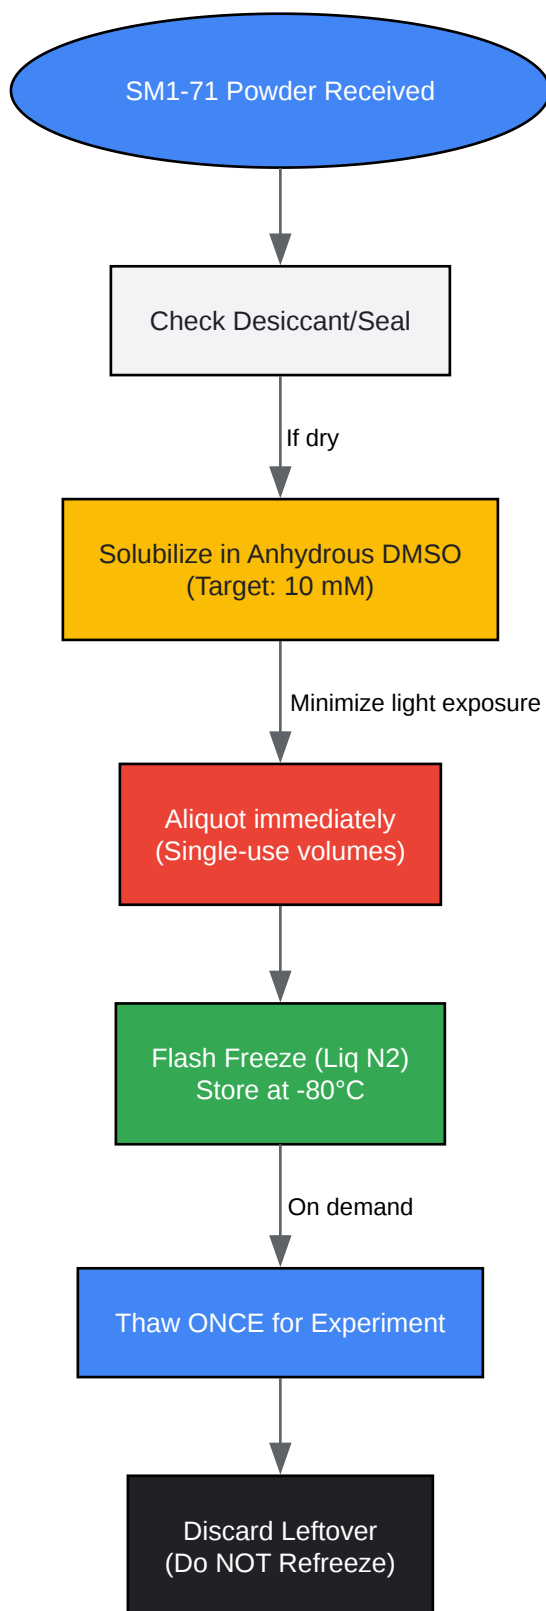 SM1-71 Powder Received
Check Desiccant/Seal
If dry
Solubilize in Anhydrous DMSO
(Target: 10 mM)
Minimize light exposure
Aliquot immediately
(Single-use volumes)
Flash Freeze (Liq N2)
Store at -80°C
On demand
Thaw ONCE for Experiment
Discard Leftover
(Do NOT Refreeze)